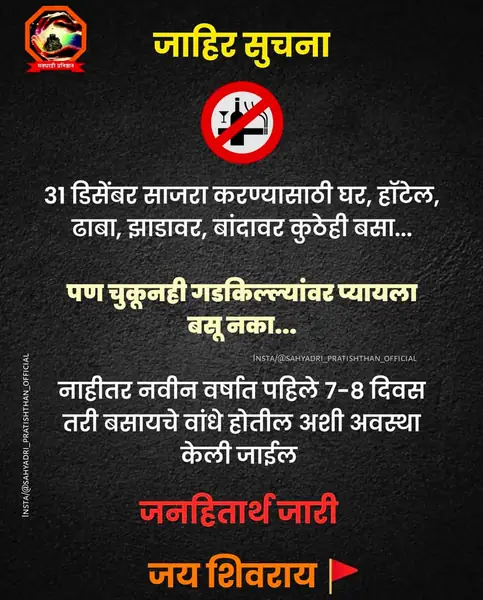 जाहिर सुचना
31 डिसेंबर साजरा करण्यासाठी घर, हॉटेल,
ढाबा, झाडावर, बांदावर कुठेही बसा...
पण चुकूनही गडकिल्ल्यांवर प्यायला
बसू नका...
INSTA/@SAHYADRI_PRATISHTHAN_OFFICIAL
INSTA/@SAHYADRI_PRATISHTHAN_OFFICIAL
नाहीतर नवीन वर्षात पहिले 7-8 दिवस
तरी बसायचे वांधे होतील अशी अवस्था
केली जाईल
जनहितार्थ जारी
जय शिवराय